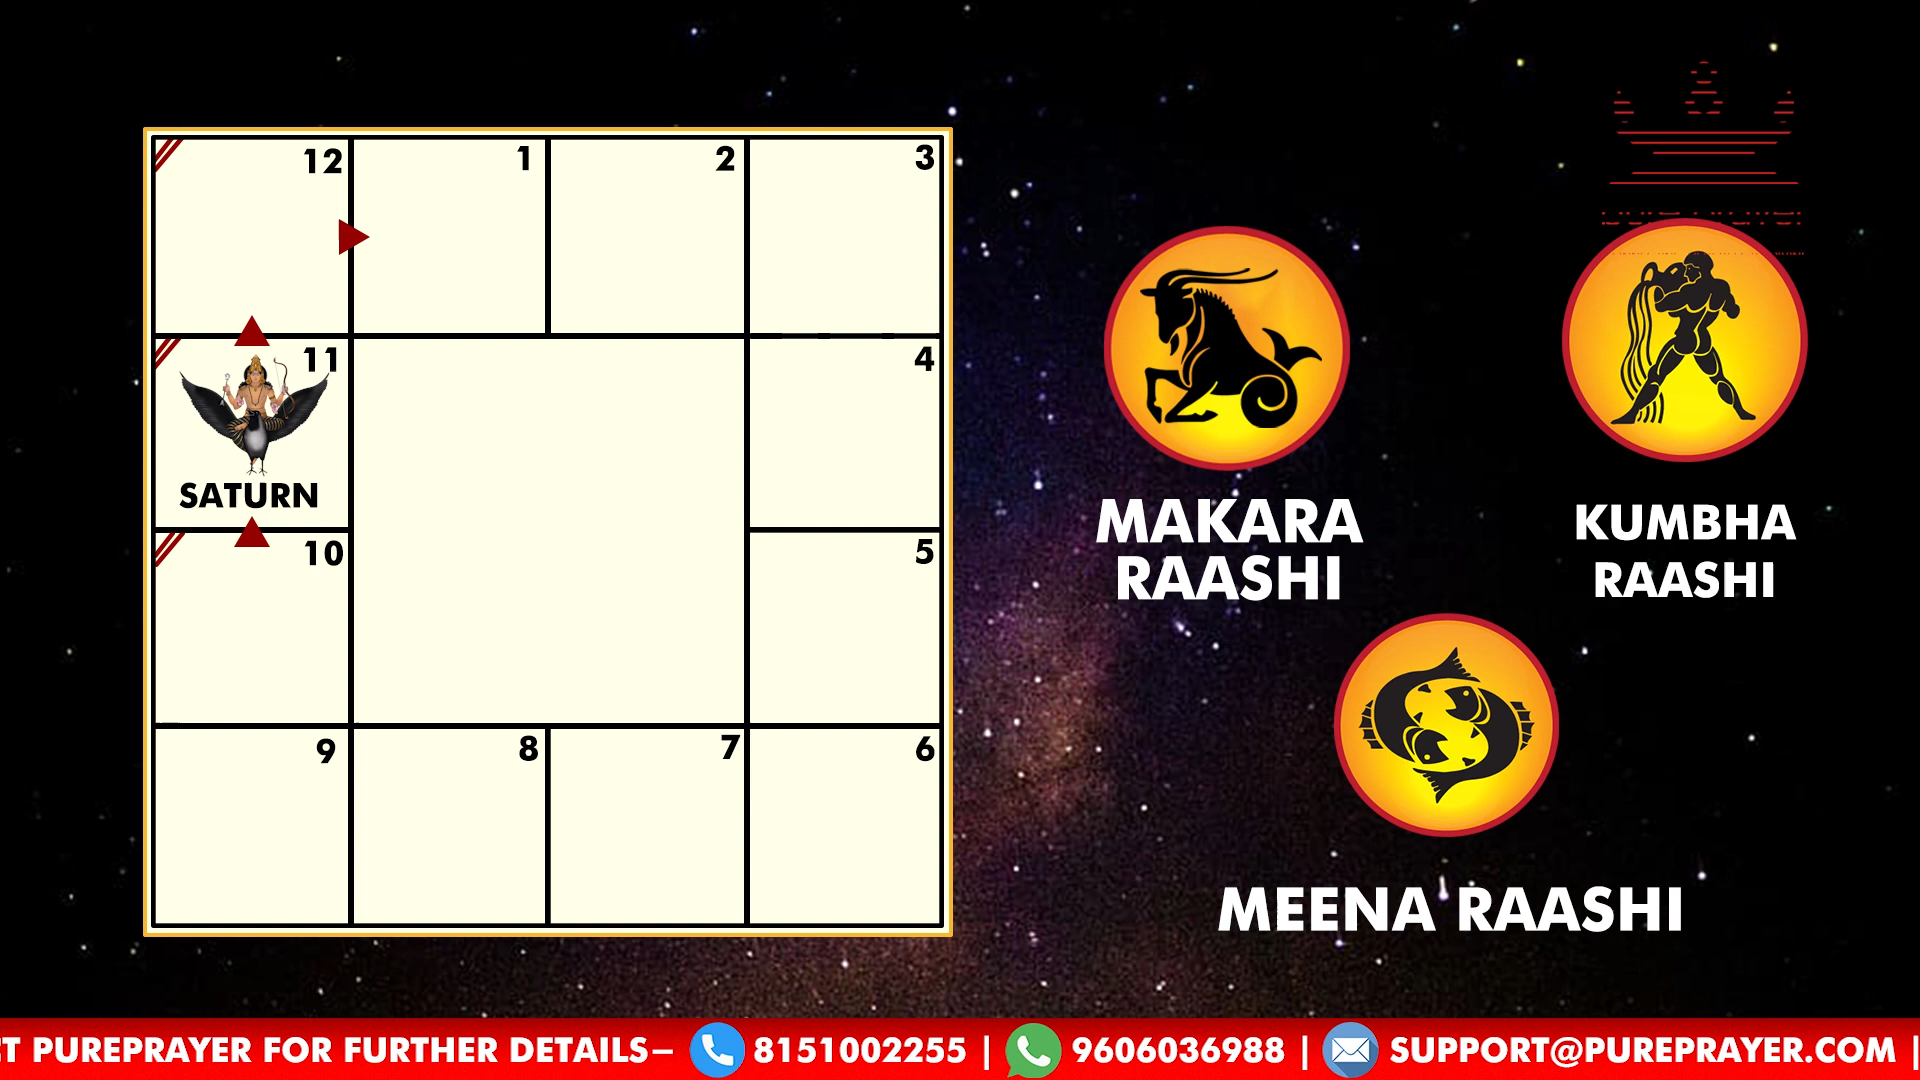 12
1
2
3
11
4
SATURN
10
5
9
8
7
6
MAKARA
RAASHI
KUMBHA
RAASHI
MEENA RAASHI
PUREPRAYER FOR FURTHER DETAILS– 8151002255 | 9606036988 | SUPPORT@PUREPRAYER.COM |